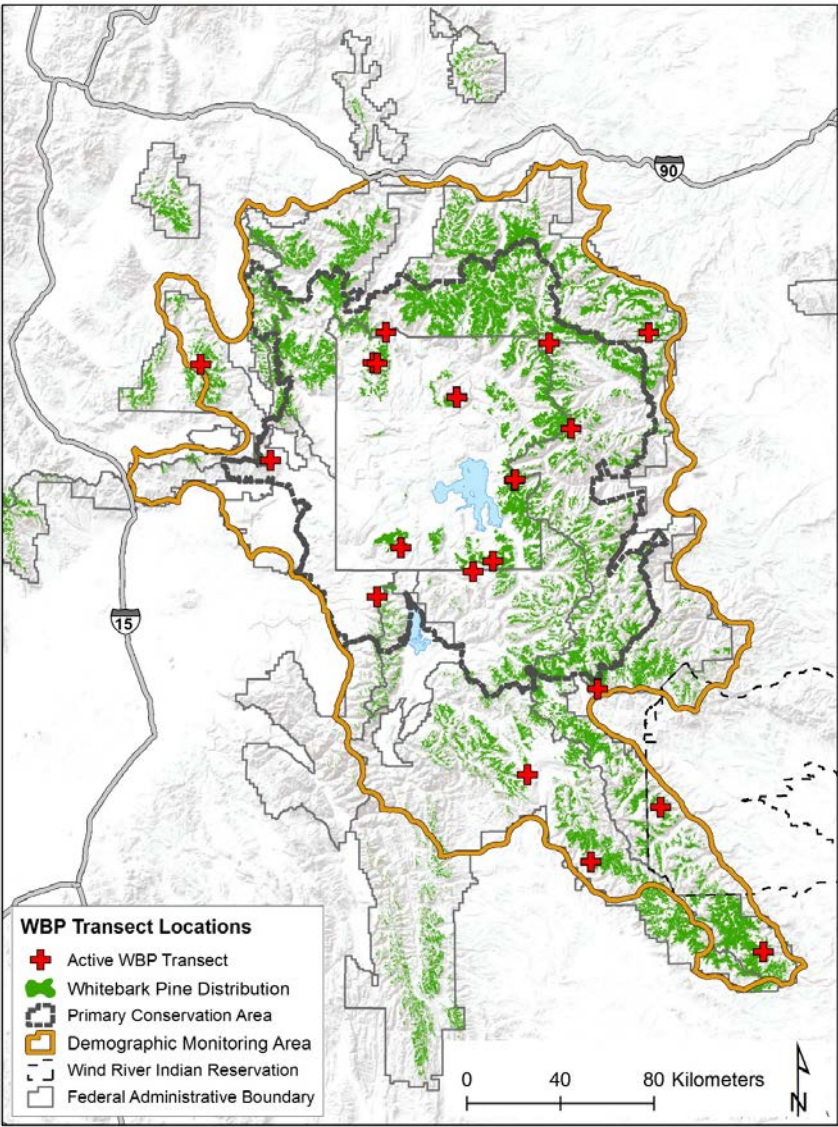 90
15
WBP Transect Locations
Active WBP Transect
Whitebark Pine Distribution
Primary Conservation Area
Demographic Monitoring Area
Wind River Indian Reservation
Federal Administrative Boundary
0 40 80 Kilometers
N